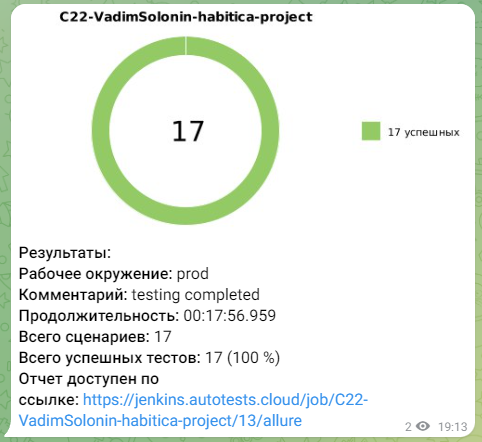 C22-VadimSolonin-habitica-project
17
17 успешных
Результаты:
Рабочее окружение: prod
Комментарий: testing completed
Продолжительность: 00:17:56.959
Всего сценариев: 17
Всего успешных тестов: 17 (100 %)
Отчет доступен по
ссылке: https://jenkins.autotests.cloud/job/C22-
VadimSolonin-habitica-project/13/allure
2 19:13